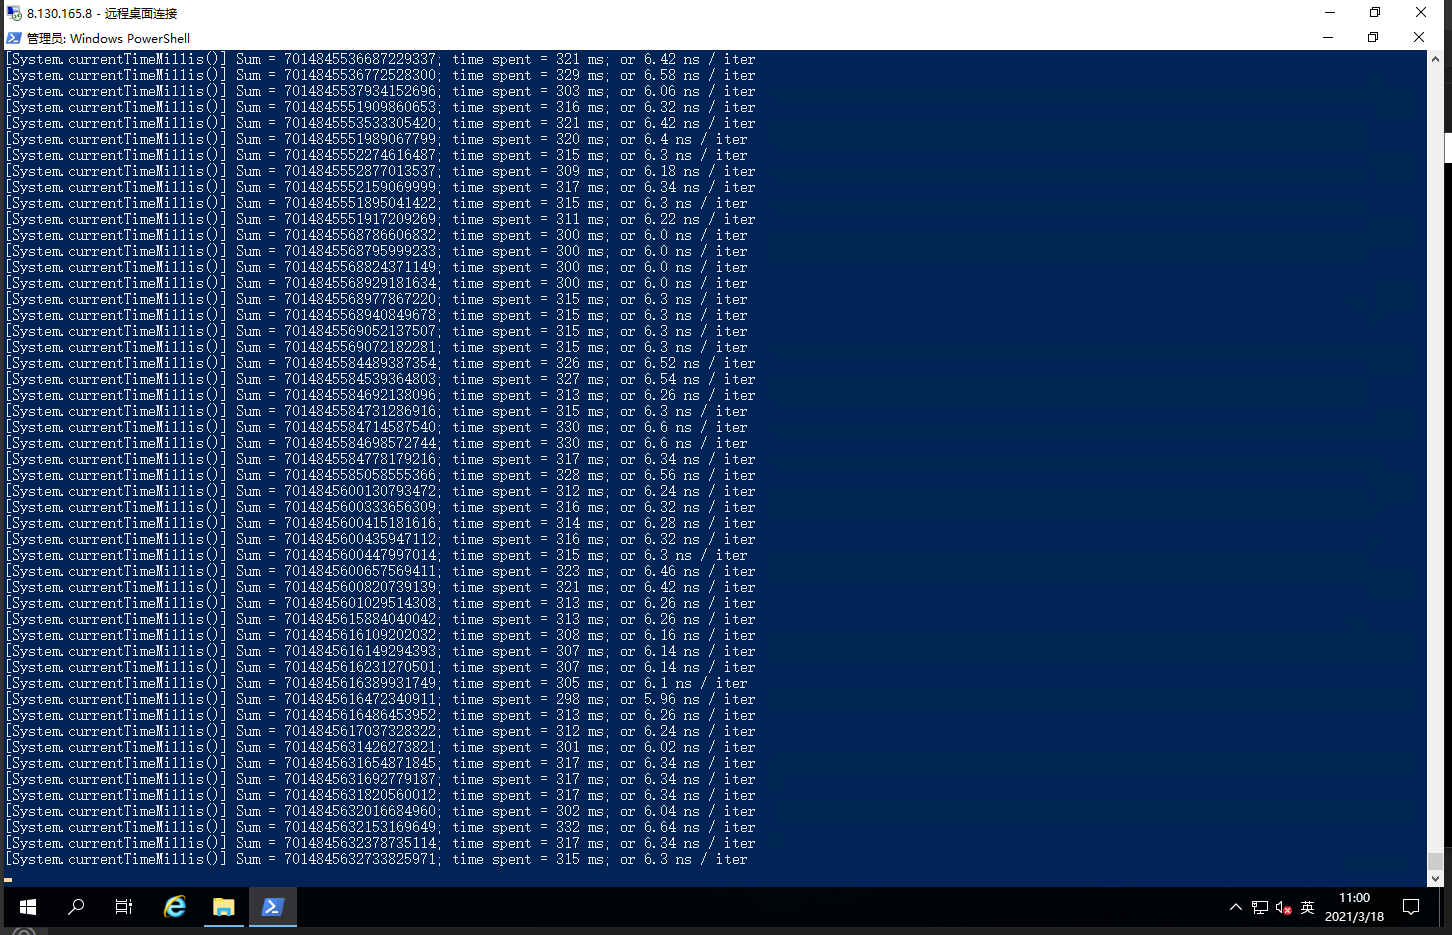 8.130.165.8 - 远程桌面连接
管理员: Windows PowerShell
[System.currentTimeMillis()] Sum = 7014845536687229337; time spent = 321 ms; or 6.42 ns / iter
[System.currentTimeMillis()] Sum = 7014845536772528300; time spent = 329 ms; or 6.58 ns / iter
[System.currentTimeMillis()] Sum = 7014845537934152696; time spent = 303 ms; or 6.06 ns / iter
[System.currentTimeMillis()] Sum = 7014845551909860653; time spent = 316 ms; or 6.32 ns / iter
[System.currentTimeMillis()] Sum = 7014845553533305420; time spent = 321 ms; or 6.42 ns / iter
[System.currentTimeMillis()] Sum = 7014845551989067799; time spent = 320 ms; or 6.4 ns / iter
[System.currentTimeMillis()] Sum = 7014845552274616487; time spent = 315 ms; or 6.3 ns / iter
[System.currentTimeMillis()] Sum = 7014845552877013537; time spent = 309 ms; or 6.18 ns / iter
[System.currentTimeMillis()] Sum = 7014845552159069999; time spent = 317 ms; or 6.34 ns / iter
[System.currentTimeMillis()] Sum = 7014845551895041422; time spent = 315 ms; or 6.3 ns / iter
[System.currentTimeMillis()] Sum = 7014845551917209269; time spent = 311 ms; or 6.22 ns / iter
[System.currentTimeMillis()] Sum = 7014845568786606832; time spent = 300 ms; or 6.0 ns / iter
[System.currentTimeMillis()] Sum = 7014845568795999233; time spent = 300 ms; or 6.0 ns / iter
[System.currentTimeMillis()] Sum = 7014845568824371149; time spent = 300 ms; or 6.0 ns / iter
[System.currentTimeMillis()] Sum = 7014845568929181634; time spent = 300 ms; or 6.0 ns / iter
[System.currentTimeMillis()] Sum = 7014845568977867220; time spent = 315 ms; or 6.3 ns / iter
[System.currentTimeMillis()] Sum = 7014845568940849678; time spent = 315 ms; or 6.3 ns / iter
[System.currentTimeMillis()] Sum = 7014845569052137507; time spent = 315 ms; or 6.3 ns / iter
[System.currentTimeMillis()] Sum = 7014845569072182281; time spent = 315 ms; or 6.3 ns / iter
[System.currentTimeMillis()] Sum = 7014845584489387354; time spent = 326 ms; or 6.52 ns / iter
[System.currentTimeMillis()] Sum = 7014845584539364803; time spent = 327 ms; or 6.54 ns / iter
[System.currentTimeMillis()] Sum = 7014845584692138096; time spent = 313 ms; or 6.26 ns / iter
[System.currentTimeMillis()] Sum = 7014845584731286916; time spent = 315 ms; or 6.3 ns / iter
[System.currentTimeMillis()] Sum = 7014845584714587540; time spent = 330 ms; or 6.6 ns / iter
[System.currentTimeMillis()] Sum = 7014845584698572744; time spent = 330 ms; or 6.6 ns / iter
[System.currentTimeMillis()] Sum = 7014845584778179216; time spent = 317 ms; or 6.34 ns / iter
[System.currentTimeMillis()] Sum = 7014845585058555366; time spent = 328 ms; or 6.56 ns / iter
[System.currentTimeMillis()] Sum = 7014845600130793472; time spent = 312 ms; or 6.24 ns / iter
[System.currentTimeMillis()] Sum = 7014845600333656309; time spent = 316 ms; or 6.32 ns / iter
[System.currentTimeMillis()] Sum = 7014845600415181616; time spent = 314 ms; or 6.28 ns / iter
[System.currentTimeMillis()] Sum = 7014845600435947112; time spent = 316 ms; or 6.32 ns / iter
[System.currentTimeMillis()] Sum = 7014845600447997014; time spent = 315 ms; or 6.3 ns / iter
[System.currentTimeMillis()] Sum = 7014845600657569411; time spent = 323 ms; or 6.46 ns / iter
[System.currentTimeMillis()] Sum = 7014845600820739139; time spent = 321 ms; or 6.42 ns / iter
[System.currentTimeMillis()] Sum = 7014845601029514308; time spent = 313 ms; or 6.26 ns / iter
[System.currentTimeMillis()] Sum = 7014845615884040042; time spent = 313 ms; or 6.26 ns / iter
[System.currentTimeMillis()] Sum = 7014845616109202032; time spent = 308 ms; or 6.16 ns / iter
[System.currentTimeMillis()] Sum = 7014845616149294393; time spent = 307 ms; or 6.14 ns / iter
[System.currentTimeMillis()] Sum = 7014845616231270501; time spent = 307 ms; or 6.14 ns / iter
[System.currentTimeMillis()] Sum = 7014845616389931749; time spent = 305 ms; or 6.1 ns / iter
[System.currentTimeMillis()] Sum = 7014845616472340911; time spent = 298 ms; or 5.96 ns / iter
[System.currentTimeMillis()] Sum = 7014845616486453952; time spent = 313 ms; or 6.26 ns / iter
[System.currentTimeMillis()] Sum = 7014845617037328322; time spent = 312 ms; or 6.24 ns / iter
[System.currentTimeMillis()] Sum = 7014845631426273821; time spent = 301 ms; or 6.02 ns / iter
[System.currentTimeMillis()] Sum = 7014845631654871845; time spent = 317 ms; or 6.34 ns / iter
[System.currentTimeMillis()] Sum = 7014845631692779187; time spent = 317 ms; or 6.34 ns / iter
[System.currentTimeMillis()] Sum = 7014845631820560012; time spent = 317 ms; or 6.34 ns / iter
[System.currentTimeMillis()] Sum = 7014845632016684960; time spent = 302 ms; or 6.04 ns / iter
[System.currentTimeMillis()] Sum = 7014845632153169649; time spent = 332 ms; or 6.64 ns / iter
[System.currentTimeMillis()] Sum = 7014845632378735114; time spent = 317 ms; or 6.34 ns / iter
[System.currentTimeMillis()] Sum = 7014845632733825971; time spent = 315 ms; or 6.3 ns / iter
英
11:00
2021/3/18